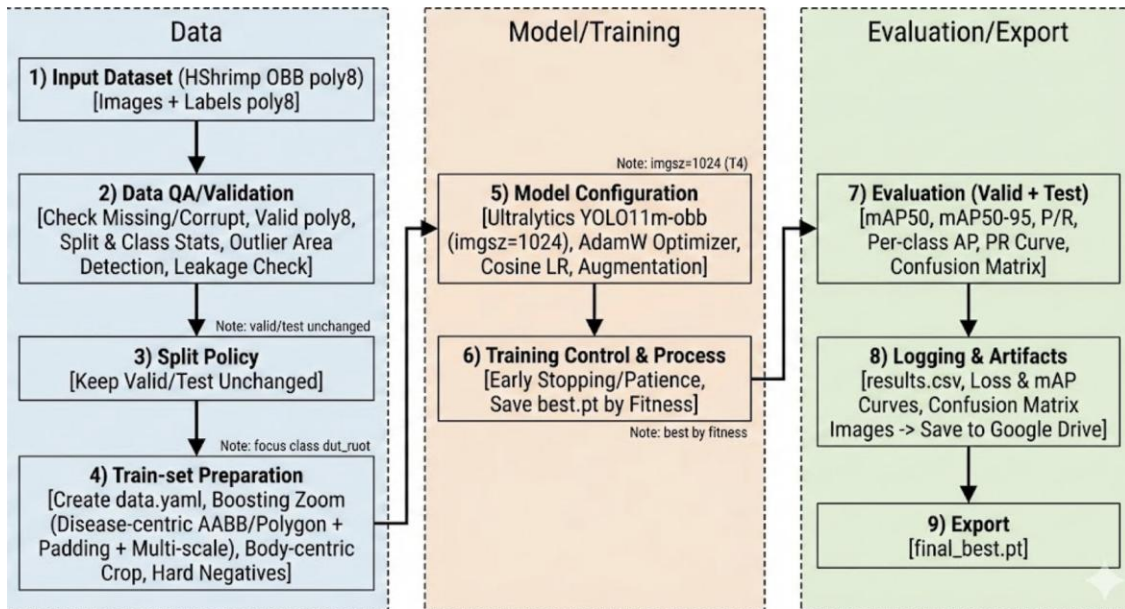 Data
1) Input Dataset (HShrimp OBB poly8)
[Images + Labels poly8]
2) Data QA/Validation
[Check Missing/Corrupt, Valid poly8,
Split & Class Stats, Outlier Area
Detection, Leakage Check]
Note: valid/test unchanged
3) Split Policy
[Keep Valid/Test Unchanged]
Note: focus class dut_root
4) Train-set Preparation
[Create data.yaml, Boosting Zoom
(Disease-centric AABB/Polygon +
Padding + Multi-scale), Body-centric
Crop, Hard Negatives]
Model/Training
Note: imgsz=1024 (T4)
5) Model Configuration
[Ultralytics YOLO11m-obb
(imgsz=1024), AdamW Optimizer,
Cosine LR, Augmentation]
6) Training Control & Process
[Early Stopping/Patience,
Save best.pt by Fitness]
Note: best by fitness
Evaluation/Export
7) Evaluation (Valid + Test)
[mAP50, mAP50-95, P/R,
Per-class AP, PR Curve,
Confusion Matrix]
8) Logging & Artifacts
[results.csv, Loss & mAP
Curves, Confusion Matrix
Images -> Save to Google Drive]
9) Export
[final_best.pt]